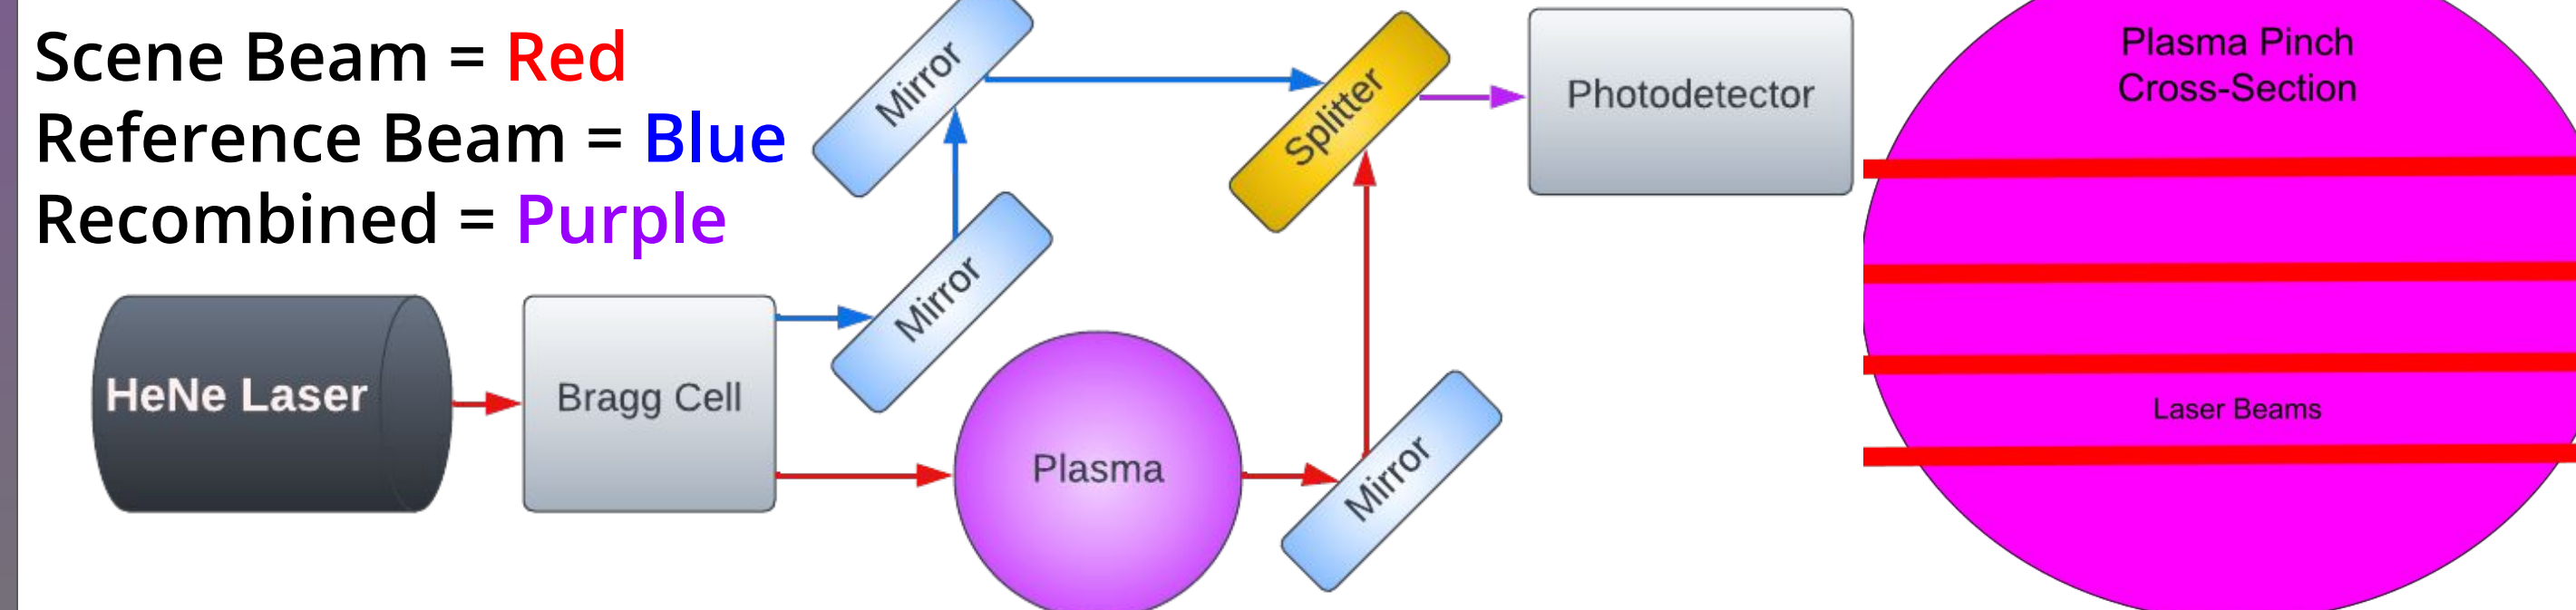 Scene Beam = Red
Reference Beam = Blue
Recombined = Purple
Mirror
Splitter
Photodetector
Mirror
HeNe Laser
Bragg Cell
Plasma
Mirror
Plasma Pinch
Cross-Section
Laser Beams